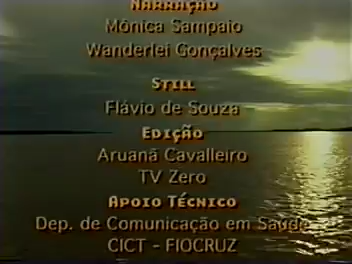 Narração
Mônica Sampaio
Wanderlei Gonçalves
Still
Flávio de Souza
Edição
Aruanã Cavalleiro
TV Zero
Apoio Técnico
Dep. de Comunicação em Saúde
CICT - FIOCRUZ